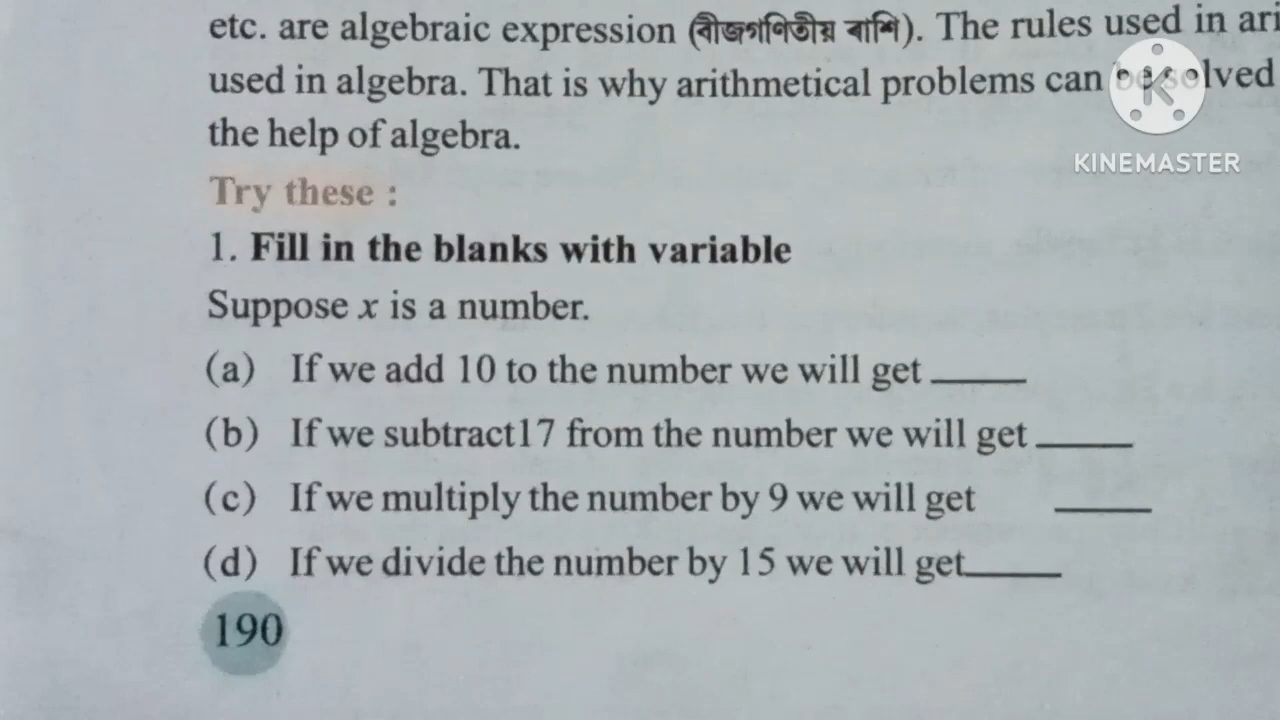 etc. are algebraic expression (বীজগণিতীয় ৰাশি). The rules used in ari
used in algebra. That is why arithmetical problems can be solved
the help of algebra.
KINEMASTER
Try these :
1. Fill in the blanks with variable
Suppose x is a number.
(a) If we add 10 to the number we will get _____
(b) If we subtract17 from the number we will get _____
(c) If we multiply the number by 9 we will get _____
(d) If we divide the number by 15 we will get_____
190